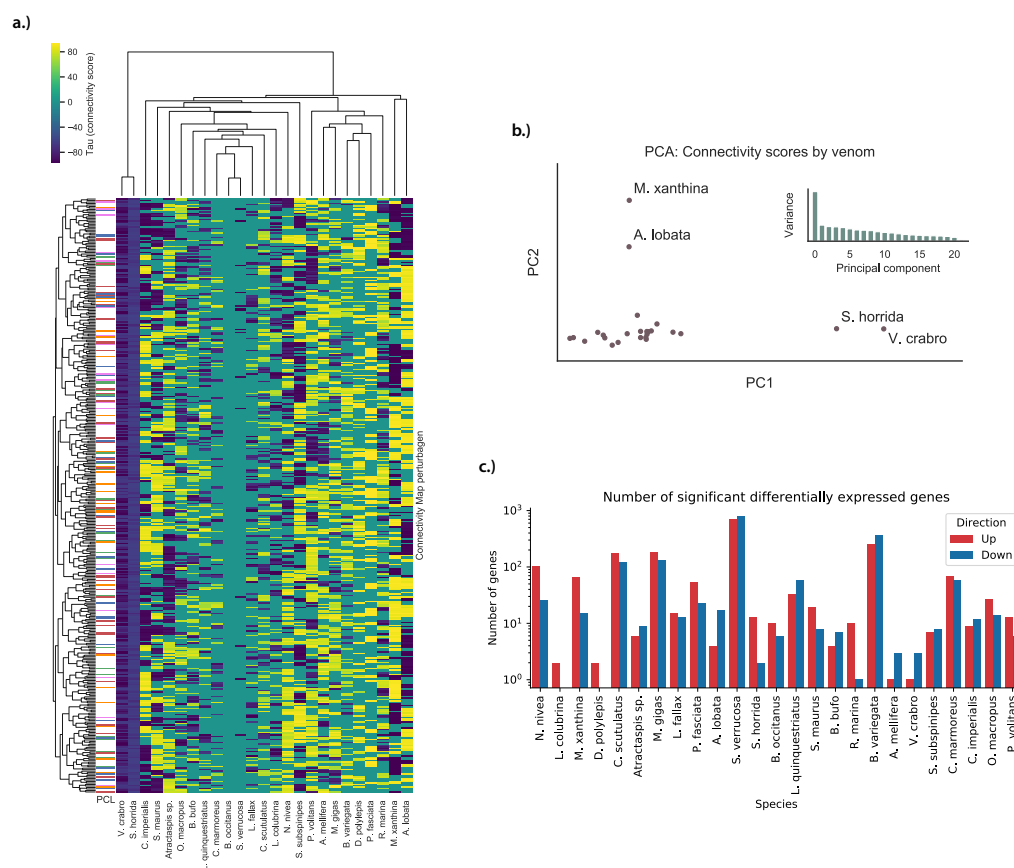 a.)
80
40
0
−40
−80
Tau (connectivity score)
Connectivity Map perturbagen
PCL
V. crabro
S. horrida
C. imperialis
S. maurus
Atractaspis sp.
O. macropus
B. bufo
L. quinquestriatus
C. marmoreus
B. occitanus
S. verrucosa
L. fallax
C. scutulatus
L. colubrina
N. nivea
S. subspinipes
P. volitans
A. mellifera
M. gigas
B. variegata
D. polylepis
P. fasciata
R. marina
M. xanthina
A. lobata
b.)
PCA: Connectivity scores by venom
M. xanthina
A. lobata
S. horrida
V. crabro
PC2
PC1
Variance
0 5 10 15 20
Principal component
c.)
Number of significant differentially expressed genes
Direction
Up
Down
10³
10²
10¹
10⁰
Number of genes
N. nivea
L. colubrina
M. xanthina
D. polylepis
C. scutulatus
Atractaspis sp.
M. gigas
L. fallax
P. fasciata
A. lobata
S. verrucosa
S. horrida
B. occitanus
L. quinquestriatus
S. maurus
B. bufo
R. marina
B. variegata
A. mellifera
V. crabro
S. subspinipes
C. marmoreus
C. imperialis
O. macropus
P. volitans
Species